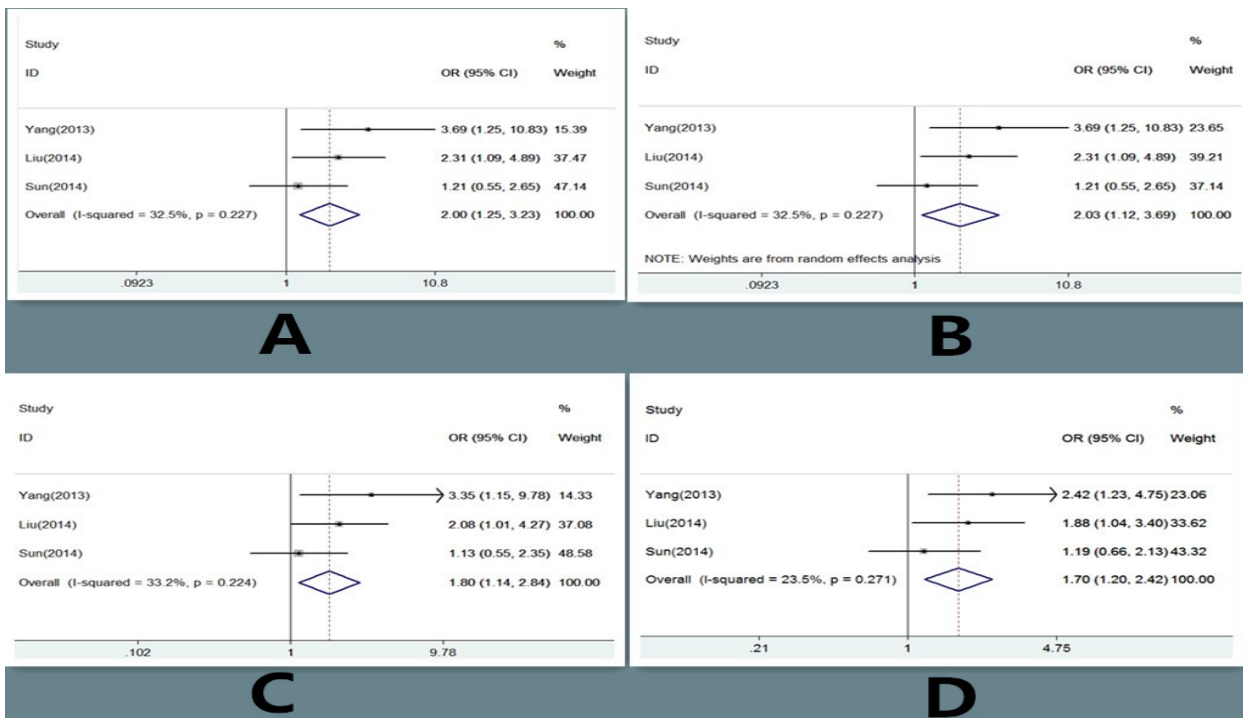 Study %
ID OR (95% CI) Weight
Yang(2013) 3.69 (1.25, 10.83) 15.39
Liu(2014) 2.31 (1.09, 4.89) 37.47
Sun(2014) 1.21 (0.55, 2.65) 47.14
Overall (I-squared = 32.5%, p = 0.227) 2.00 (1.25, 3.23) 100.00
.0923 1 10.8
A
Study %
ID OR (95% CI) Weight
Yang(2013) 3.69 (1.25, 10.83) 23.65
Liu(2014) 2.31 (1.09, 4.89) 39.21
Sun(2014) 1.21 (0.55, 2.65) 37.14
Overall (I-squared = 32.5%, p = 0.227) 2.03 (1.12, 3.69) 100.00
NOTE: Weights are from random effects analysis
.0923 1 10.8
B
Study %
ID OR (95% CI) Weight
Yang(2013) 3.35 (1.15, 9.78) 14.33
Liu(2014) 2.08 (1.01, 4.27) 37.08
Sun(2014) 1.13 (0.55, 2.35) 48.58
Overall (I-squared = 33.2%, p = 0.224) 1.80 (1.14, 2.84) 100.00
.102 1 9.78
C
Study %
ID OR (95% CI) Weight
Yang(2013) 2.42 (1.23, 4.75) 23.06
Liu(2014) 1.88 (1.04, 3.40) 33.62
Sun(2014) 1.19 (0.66, 2.13) 43.32
Overall (I-squared = 23.5%, p = 0.271) 1.70 (1.20, 2.42) 100.00
.21 1 4.75
D